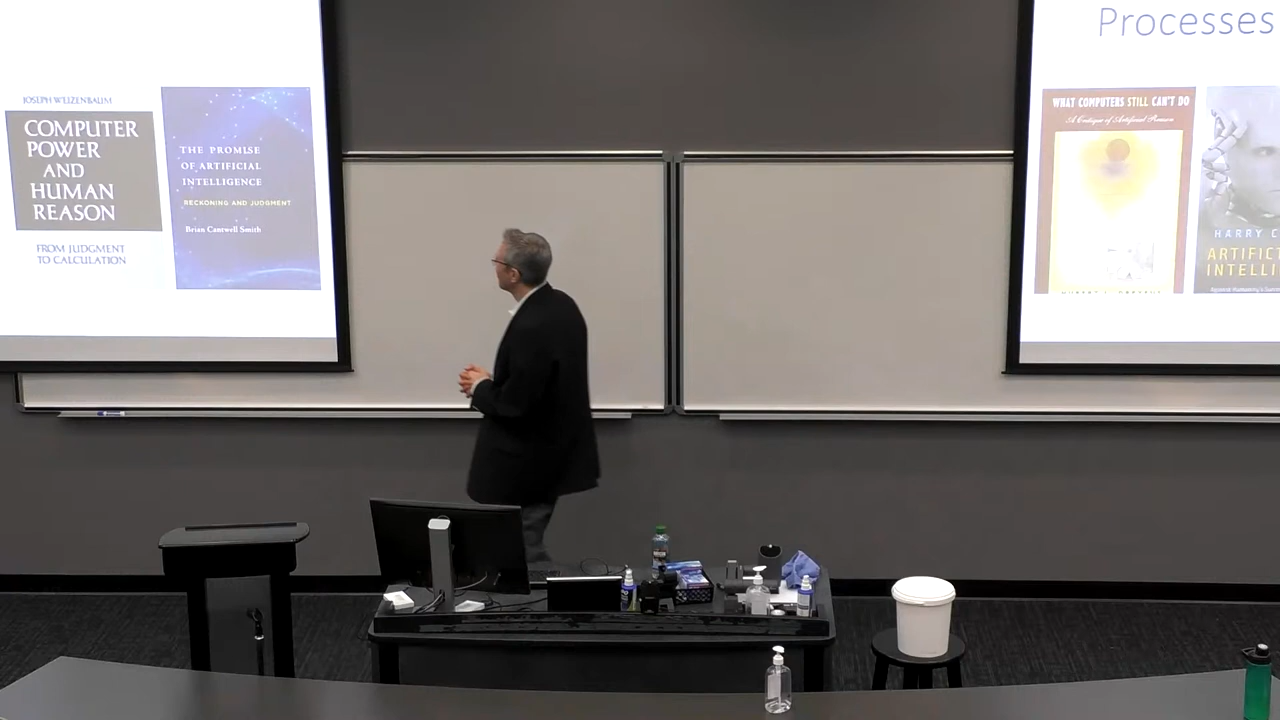 JOSEPH WEIZENBAUM
COMPUTER
POWER
AND
HUMAN
REASON
FROM JUDGMENT
TO CALCULATION
THE PROMISE
OF ARTIFICIAL
INTELLIGENCE
RECKONING AND JUDGMENT
Brian Cantwell Smith
Processes
WHAT COMPUTERS STILL CAN'T DO
A Critique of Artificial Reason
HARRY C
ARTIFICI
INTELLI